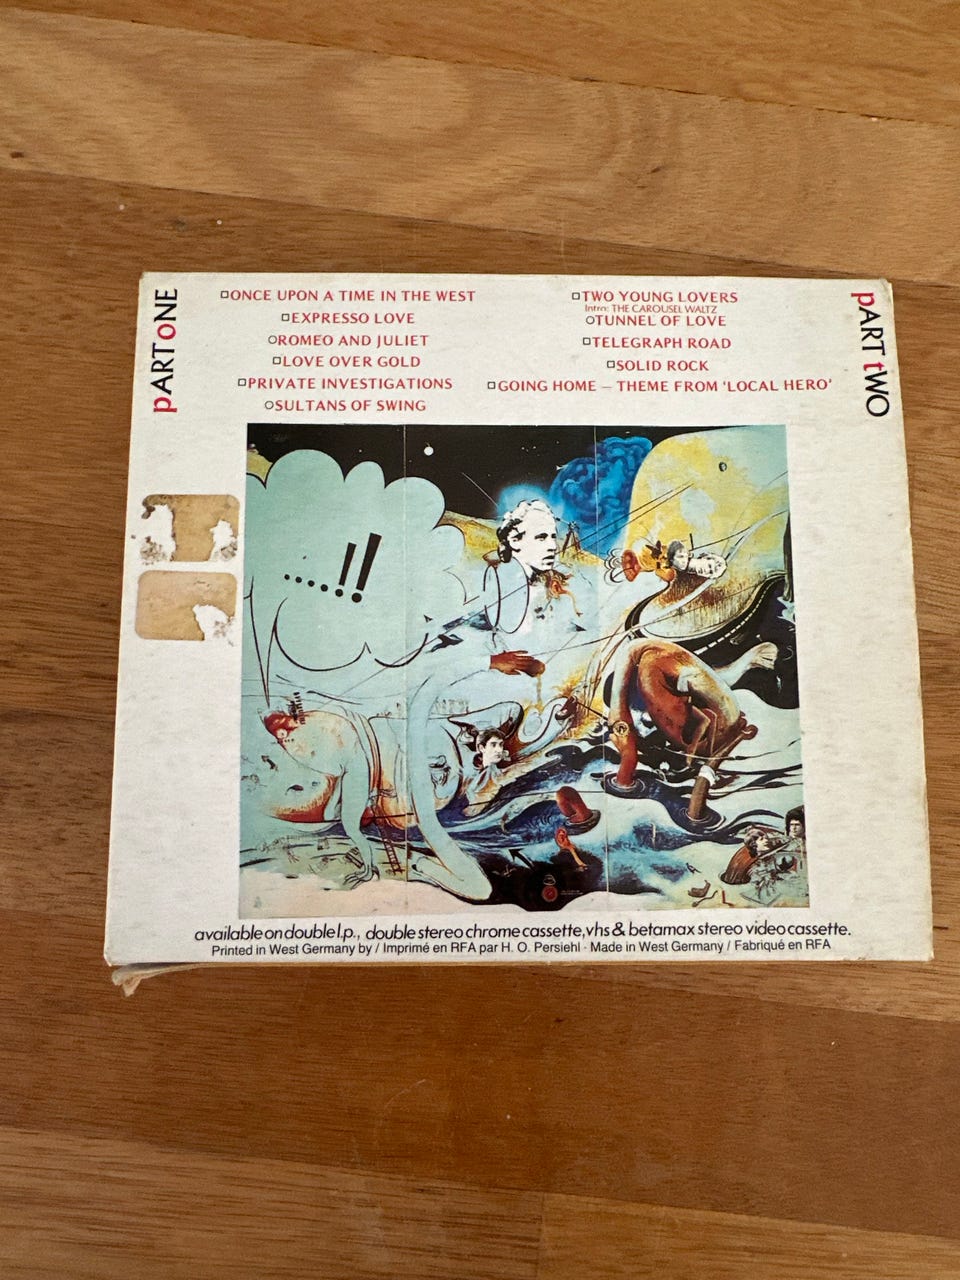 pARToNE
□ONCE UPON A TIME IN THE WEST
□EXPRESSO LOVE
○ROMEO AND JULIET
□LOVE OVER GOLD
□PRIVATE INVESTIGATIONS
○SULTANS OF SWING
□TWO YOUNG LOVERS
Intro: THE CAROUSEL WALTZ
○TUNNEL OF LOVE
□TELEGRAPH ROAD
□SOLID ROCK
□GOING HOME – THEME FROM 'LOCAL HERO'
pART tWO
.....!!
available on double l.p., double stereo chrome cassette, vhs & betamax stereo video cassette.
Printed in West Germany by / Imprimé en RFA par H. O. Persiehl · Made in West Germany / Fabriqué en RFA